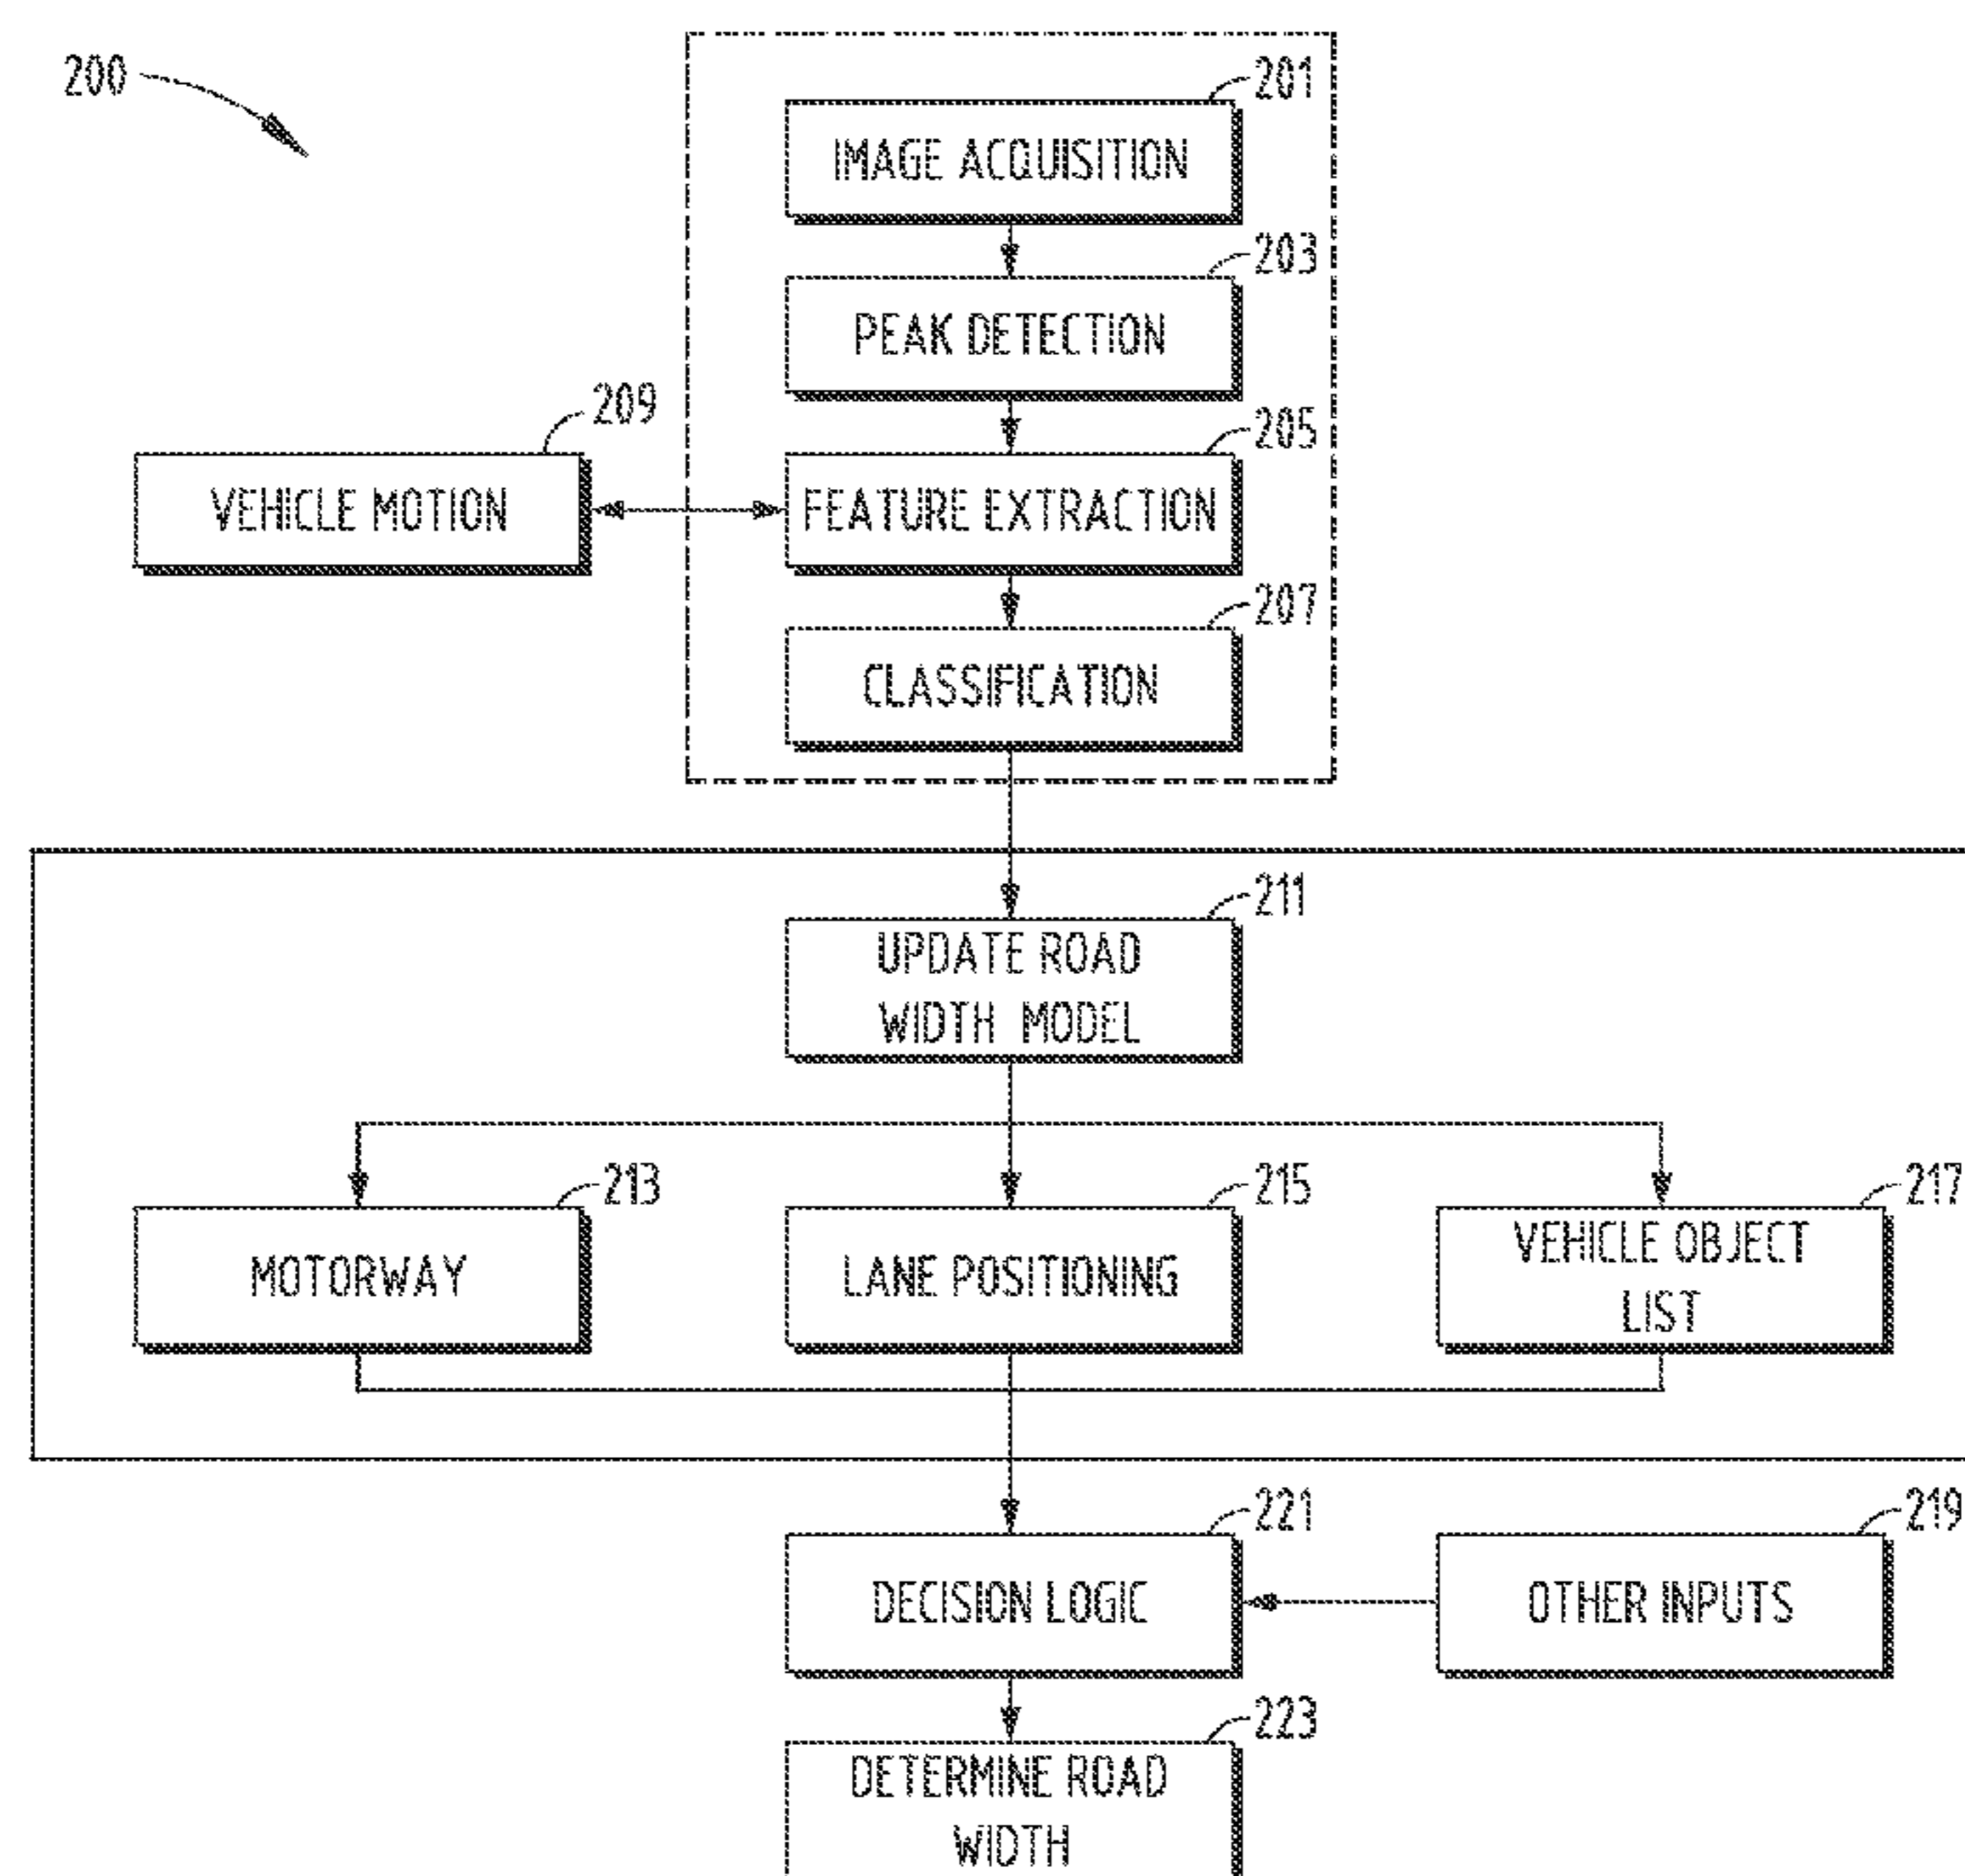 200
201
IMAGE ACQUISITION
203
PEAK DETECTION
209
205
VEHICLE MOTION
FEATURE EXTRACTION
207
CLASSIFICATION
211
UPDATE ROAD
WIDTH MODEL
213
215
217
MOTORWAY
LANE POSITIONING
VEHICLE OBJECT
LIST
221
219
DECISION LOGIC
OTHER INPUTS
223
DETERMINE ROAD
WIDTH